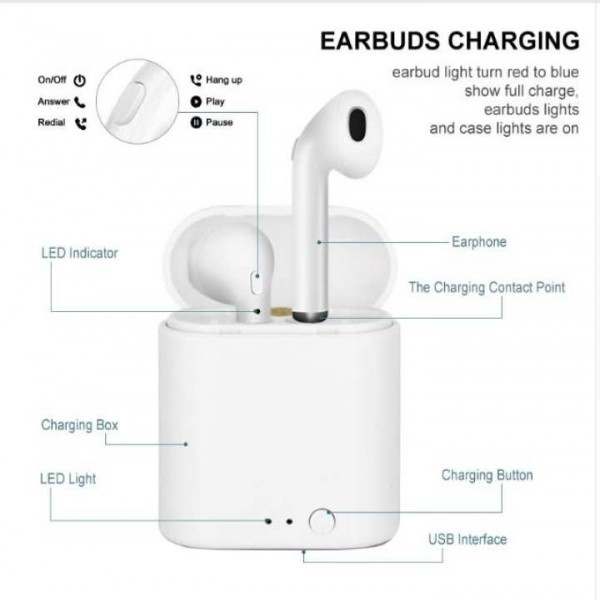 EARBUDS CHARGING
earbud light turn red to blue
show full charge,
earbuds lights
and case lights are on
On/Off
Answer
Redial
Hang up
Play
Pause
LED Indicator
Earphone
The Charging Contact Point
Charging Box
LED Light
Charging Button
USB Interface